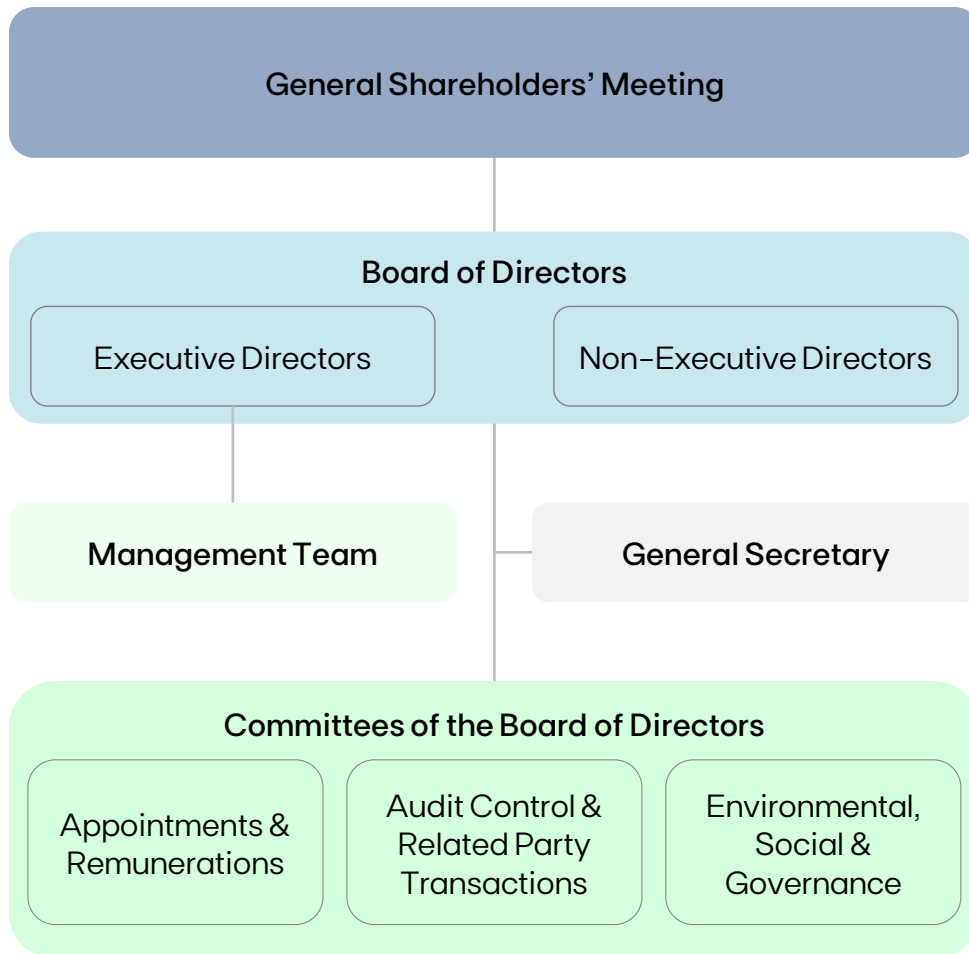 General Shareholders’ Meeting
Board of Directors
Executive Directors
Non-Executive Directors
Management Team
General Secretary
Committees of the Board of Directors
Appointments &
Remunerations
Audit Control &
Related Party
Transactions
Environmental,
Social &
Governance